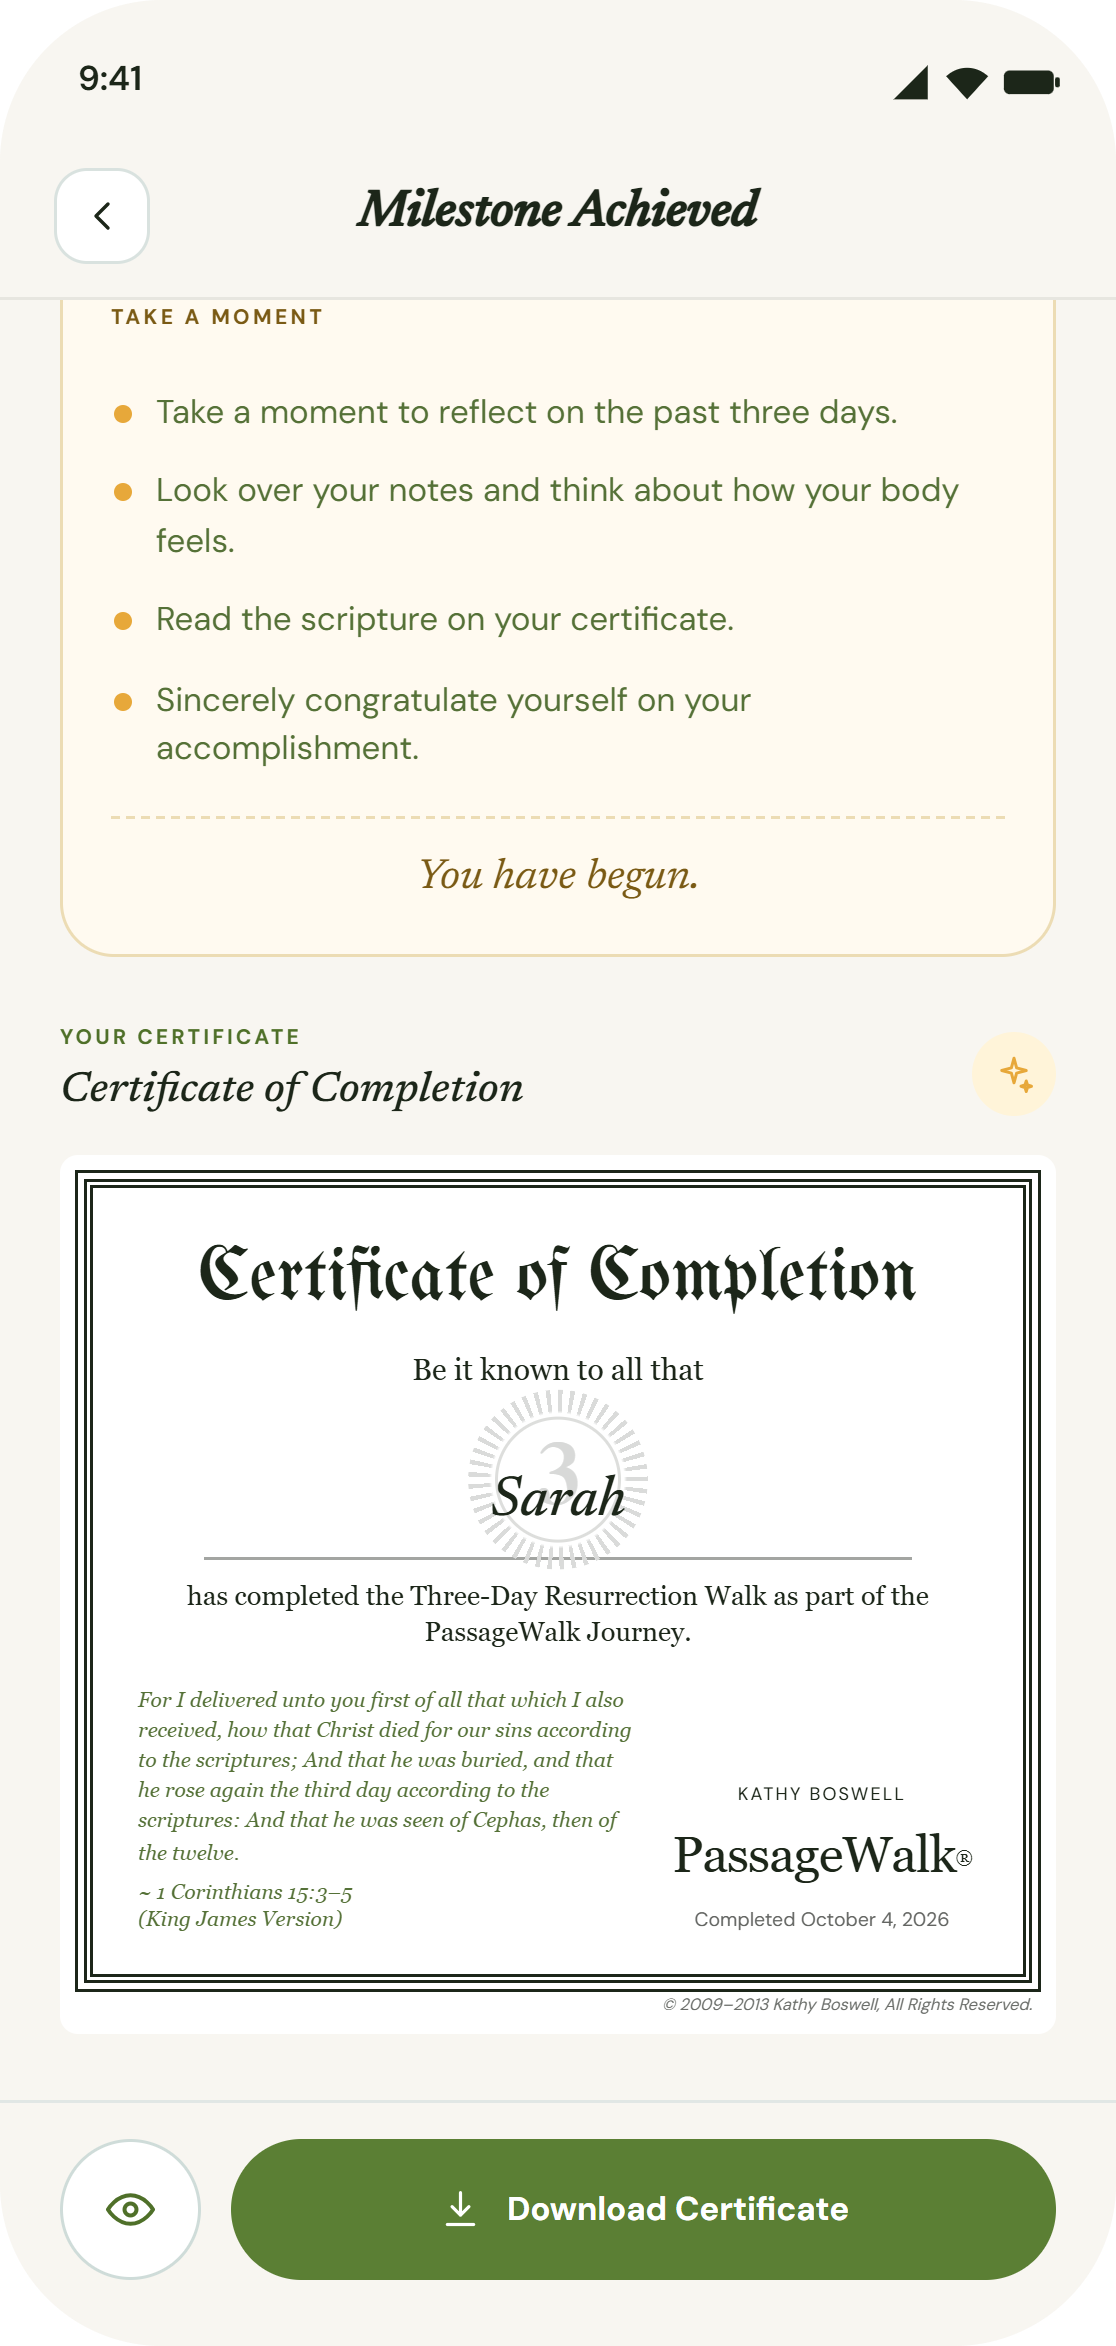 9:41
Milestone Achieved
TAKE A MOMENT
Take a moment to reflect on the past three days.
Look over your notes and think about how your body
feels.
Read the scripture on your certificate.
Sincerely congratulate yourself on your
accomplishment.
You have begun.
YOUR CERTIFICATE
Certificate of Completion
Certificate of Completion
Be it known to all that
3
Sarah
has completed the Three-Day Resurrection Walk as part of the
PassageWalk Journey.
For I delivered unto you first of all that which I also
received, how that Christ died for our sins according
to the scriptures; And that he was buried, and that
he rose again the third day according to the
scriptures: And that he was seen of Cephas, then of
the twelve.
~ 1 Corinthians 15:3–5
(King James Version)
KATHY BOSWELL
PassageWalk®
Completed October 4, 2026
© 2009–2013 Kathy Boswell, All Rights Reserved.
Download Certificate